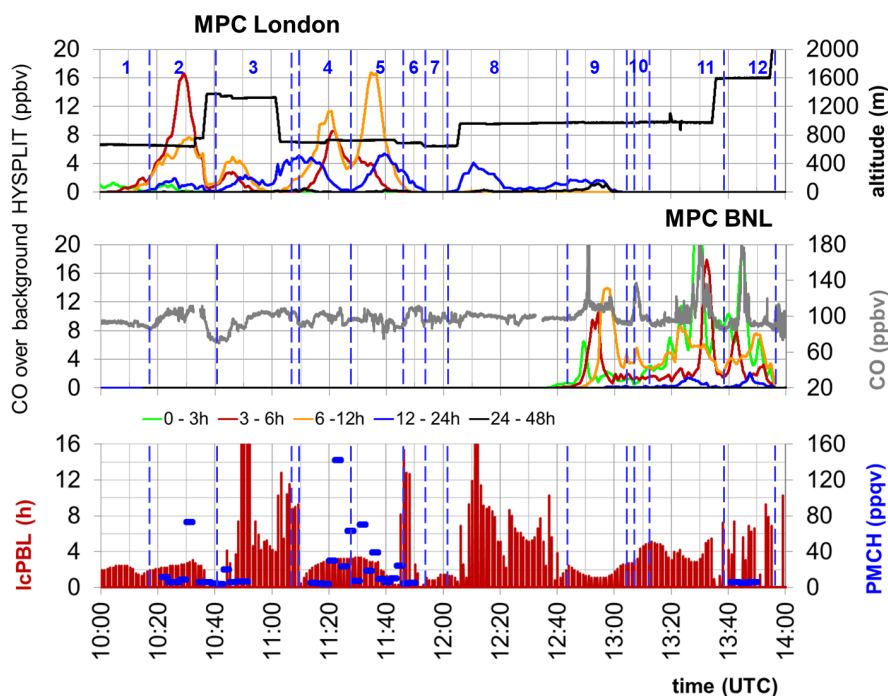 MPC London
20 2000
1 2 3 4 5 6 7 8 9 10 11 12
16 1600
12 1200
8 800
4 400
0 0
CO over background HYSPLIT (ppbv)
altitude (m)
MPC BNL
20 180
16 140
12
8 100
4 60
0 20
CO (ppbv)
0 - 3h 3 - 6h 6 -12h 12 - 24h 24 - 48h
16 160
12 120
8 80
4 40
0 0
lcPBL (h)
PMCH (ppqv)
10:00 10:20 10:40 11:00 11:20 11:40 12:00 12:20 12:40 13:00 13:20 13:40 14:00
time (UTC)